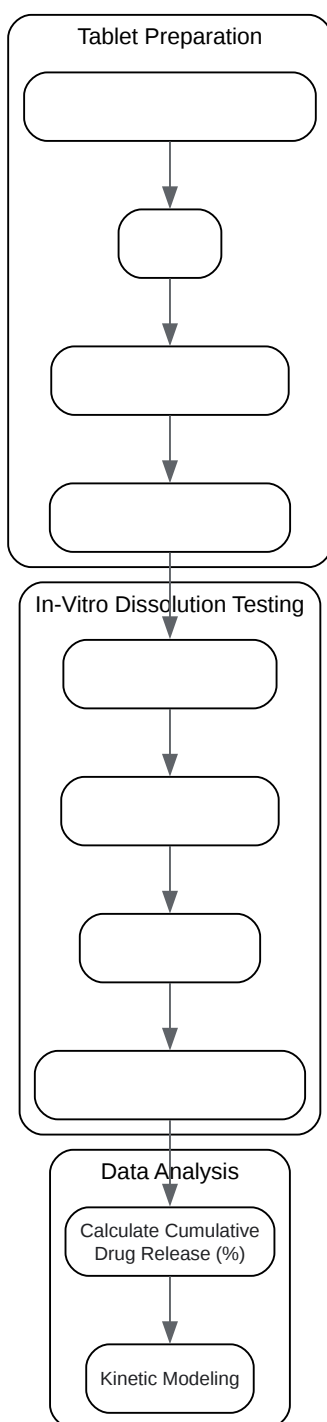 Tablet Preparation
In-Vitro Dissolution Testing
Data Analysis
Calculate Cumulative
Drug Release (%)
Kinetic Modeling